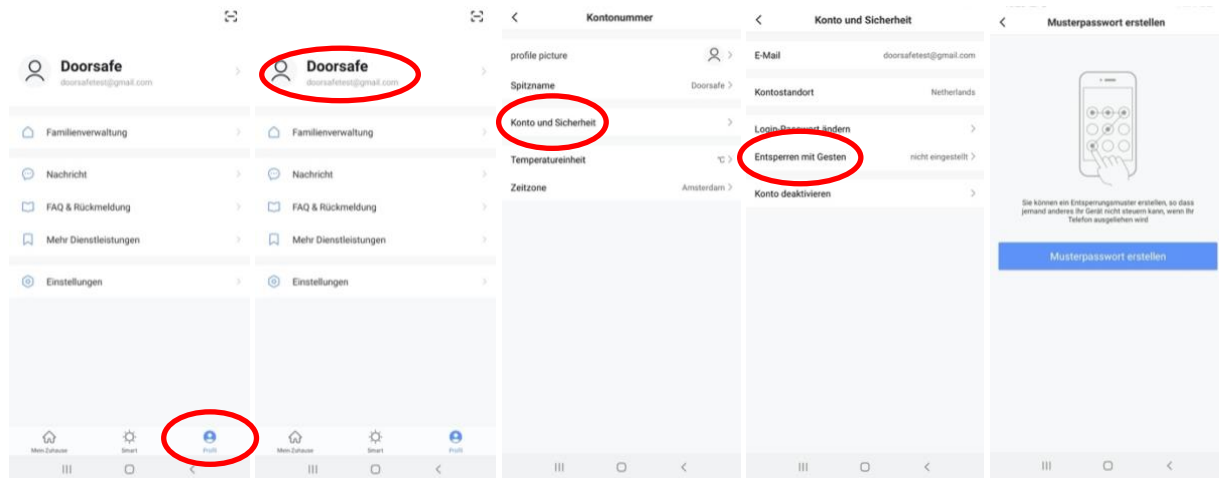 Doorsafe
doorsafetest@gmail.com
Familienverwaltung
Nachricht
FAQ & Rückmeldung
Mehr Dienstleistungen
Einstellungen
Mein Zuhause
Smart
Profil
Doorsafe
doorsafetest@gmail.com
Familienverwaltung
Nachricht
FAQ & Rückmeldung
Mehr Dienstleistungen
Einstellungen
Mein Zuhause
Smart
Profil
Kontonummer
profile picture
Spitzname Doorsafe
Konto und Sicherheit
Temperatureinheit °C
Zeitzone Amsterdam
Konto und Sicherheit
E-Mail doorsafetest@gmail.com
Kontostandort Netherlands
Login-Passwort ändern
Entsperren mit Gesten nicht eingestellt
Konto deaktivieren
Musterpasswort erstellen
Sie können ein Entsperrungsmuster erstellen, so dass
jemand anderes Ihr Gerät nicht steuern kann, wenn Ihr
Telefon ausgeliehen wird
Musterpasswort erstellen